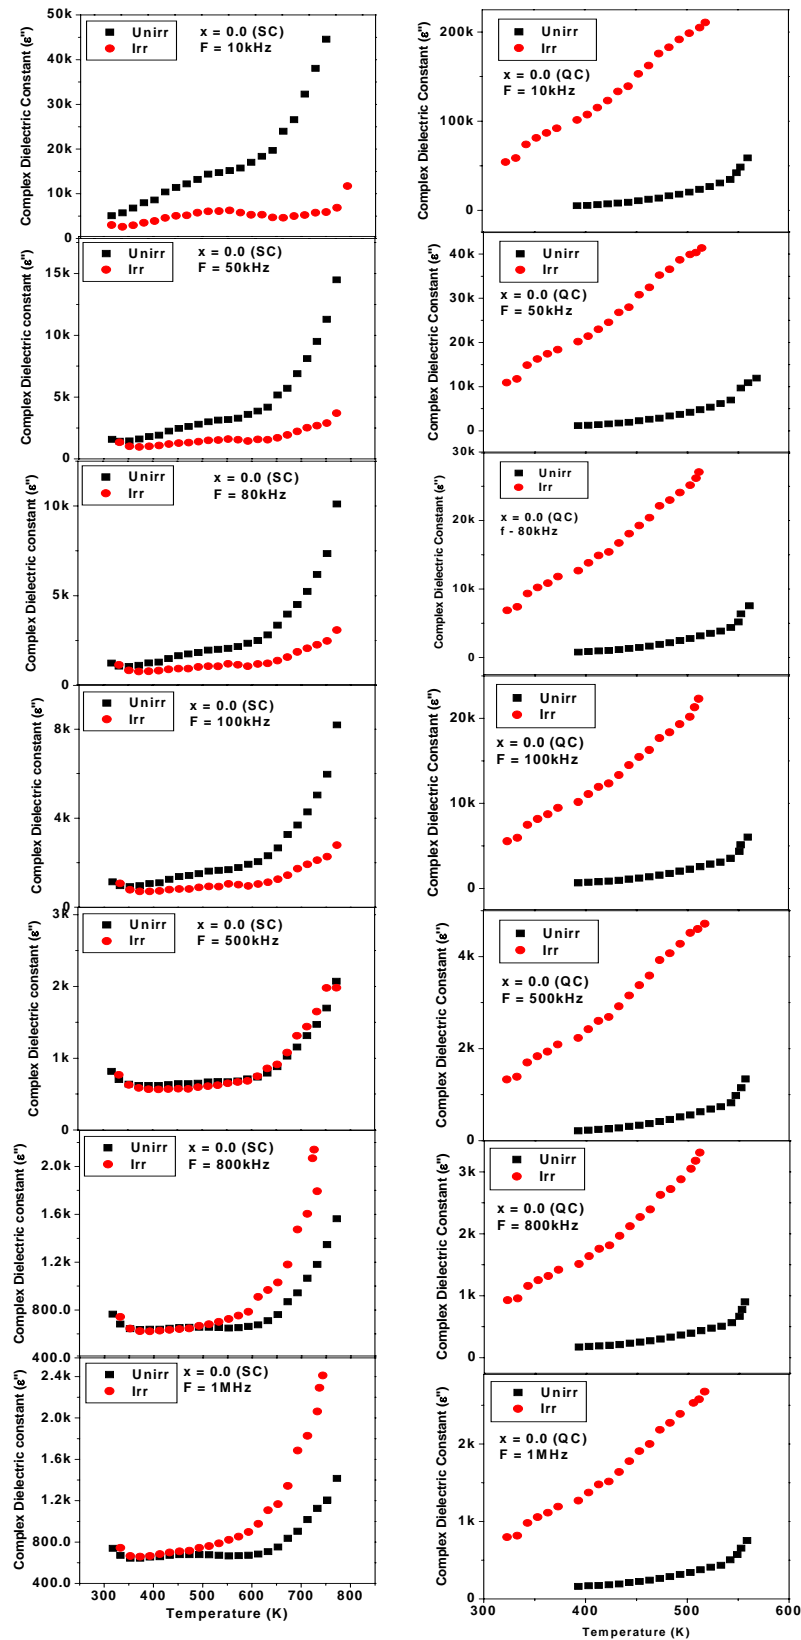 Complex Dielectric Constant (ε'')
50k
40k
30k
20k
10k
0
Unirr
Irr
x = 0.0 (SC)
F = 10kHz
Complex Dielectric constant (ε'')
15k
10k
5k
0
Unirr
Irr
x = 0.0 (SC)
F = 50kHz
Complex Dielectric constant (ε'')
10k
5k
0
Unirr
Irr
x = 0.0 (SC)
F = 80kHz
Complex Dielectric constant (ε'')
8k
4k
0
Unirr
Irr
x = 0.0 (SC)
F = 100kHz
Complex Dielectric constant (ε'')
3k
2k
1k
0
Unirr
Irr
x = 0.0 (SC)
F = 500kHz
Complex Dielectric constant (ε'')
2.0k
1.6k
1.2k
800.0
400.0
Unirr
Irr
x = 0.0 (SC)
F = 800kHz
Complex Dielectric constant (ε'')
2.4k
2.0k
1.6k
1.2k
800.0
400.0
Unirr
Irr
x = 0.0 (SC)
F = 1MHz
300 400 500 600 700 800
Temperature (K)
Complex Dielectric Constant (ε'')
200k
100k
0
Unirr
Irr
x = 0.0 (QC)
F = 10kHz
Complex Dielectric Constant (ε'')
40k
30k
20k
10k
0
Unirr
Irr
x = 0.0 (QC)
F = 50kHz
Complex Dielectric Constant (ε'')
30k
20k
10k
0
Unirr
Irr
x = 0.0 (QC)
f - 80kHz
Complex Dielectric Constant (ε'')
20k
10k
0
Unirr
Irr
x = 0.0 (QC)
F = 100kHz
Complex Dielectric Constant (ε'')
4k
2k
0
Unirr
Irr
x = 0.0 (QC)
F = 500kHz
Complex Dielectric Constant (ε'')
3k
2k
1k
0
Unirr
Irr
x = 0.0 (QC)
F = 800kHz
Complex Dielectric Constant (ε'')
2k
1k
0
Unirr
Irr
x = 0.0 (QC)
F = 1MHz
300 400 500 600
Temperature (K)